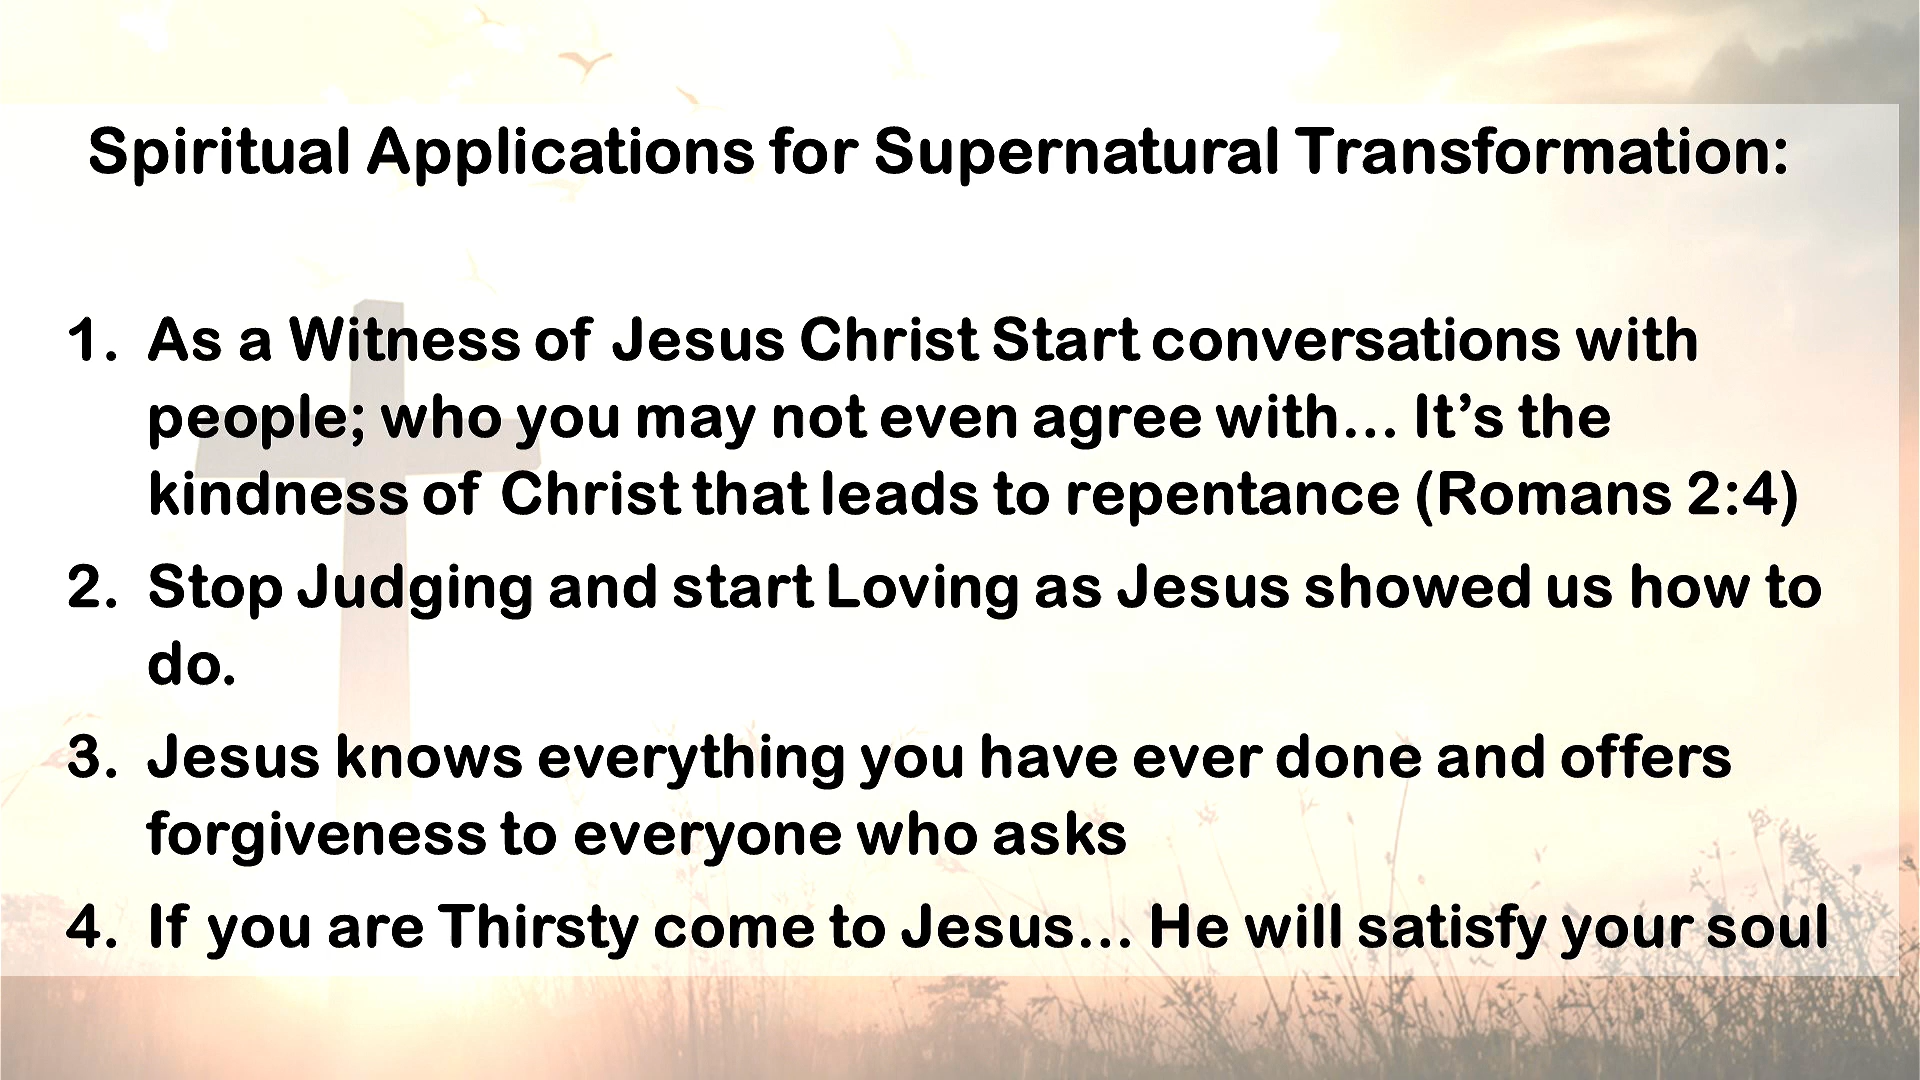 Spiritual Applications for Supernatural Transformation:
1. As a Witness of Jesus Christ Start conversations with
people; who you may not even agree with… It’s the
kindness of Christ that leads to repentance (Romans 2:4)
2. Stop Judging and start Loving as Jesus showed us how to
do.
3. Jesus knows everything you have ever done and offers
forgiveness to everyone who asks
4. If you are Thirsty come to Jesus… He will satisfy your soul